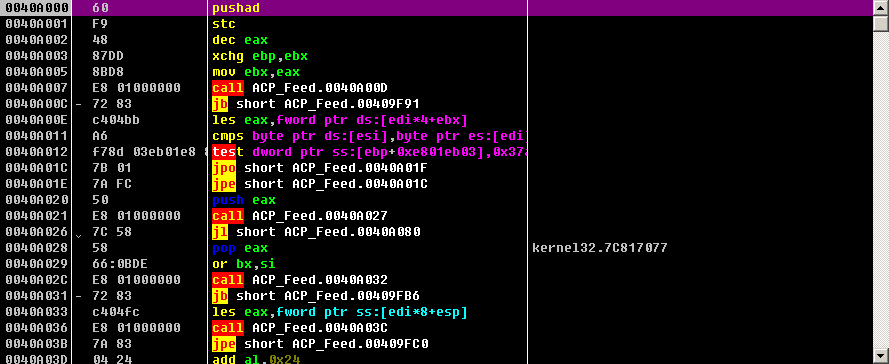 0040A000 60 pushad
0040A001 F9 stc
0040A002 48 dec eax
0040A003 87DD xchg ebp,ebx
0040A005 8BD8 mov ebx,eax
0040A007 E8 01000000 call ACP_Feed.0040A00D
0040A00C - 72 83 jb short ACP_Feed.00409F91
0040A00E c404bb les eax,fword ptr ds:[edi*4+ebx]
0040A011 A6 cmps byte ptr ds:[esi],byte ptr es:[edi]
0040A012 f78d 03eb01e8 test dword ptr ss:[ebp+0xe801eb03],0x37
0040A01C 7B 01 jpo short ACP_Feed.0040A01F
0040A01E 7A FC jpe short ACP_Feed.0040A01C
0040A020 50 push eax
0040A021 E8 01000000 call ACP_Feed.0040A027
0040A026 7C 58 jl short ACP_Feed.0040A080
0040A028 58 pop eax kernel32.7C817077
0040A029 66:0BDE or bx,si
0040A02C E8 01000000 call ACP_Feed.0040A032
0040A031 - 72 83 jb short ACP_Feed.00409FB6
0040A033 c404fc les eax,fword ptr ss:[edi*8+esp]
0040A036 E8 01000000 call ACP_Feed.0040A03C
0040A03B 7A 83 jpe short ACP_Feed.00409FC0
0040A03D 04 24 add al,0x24